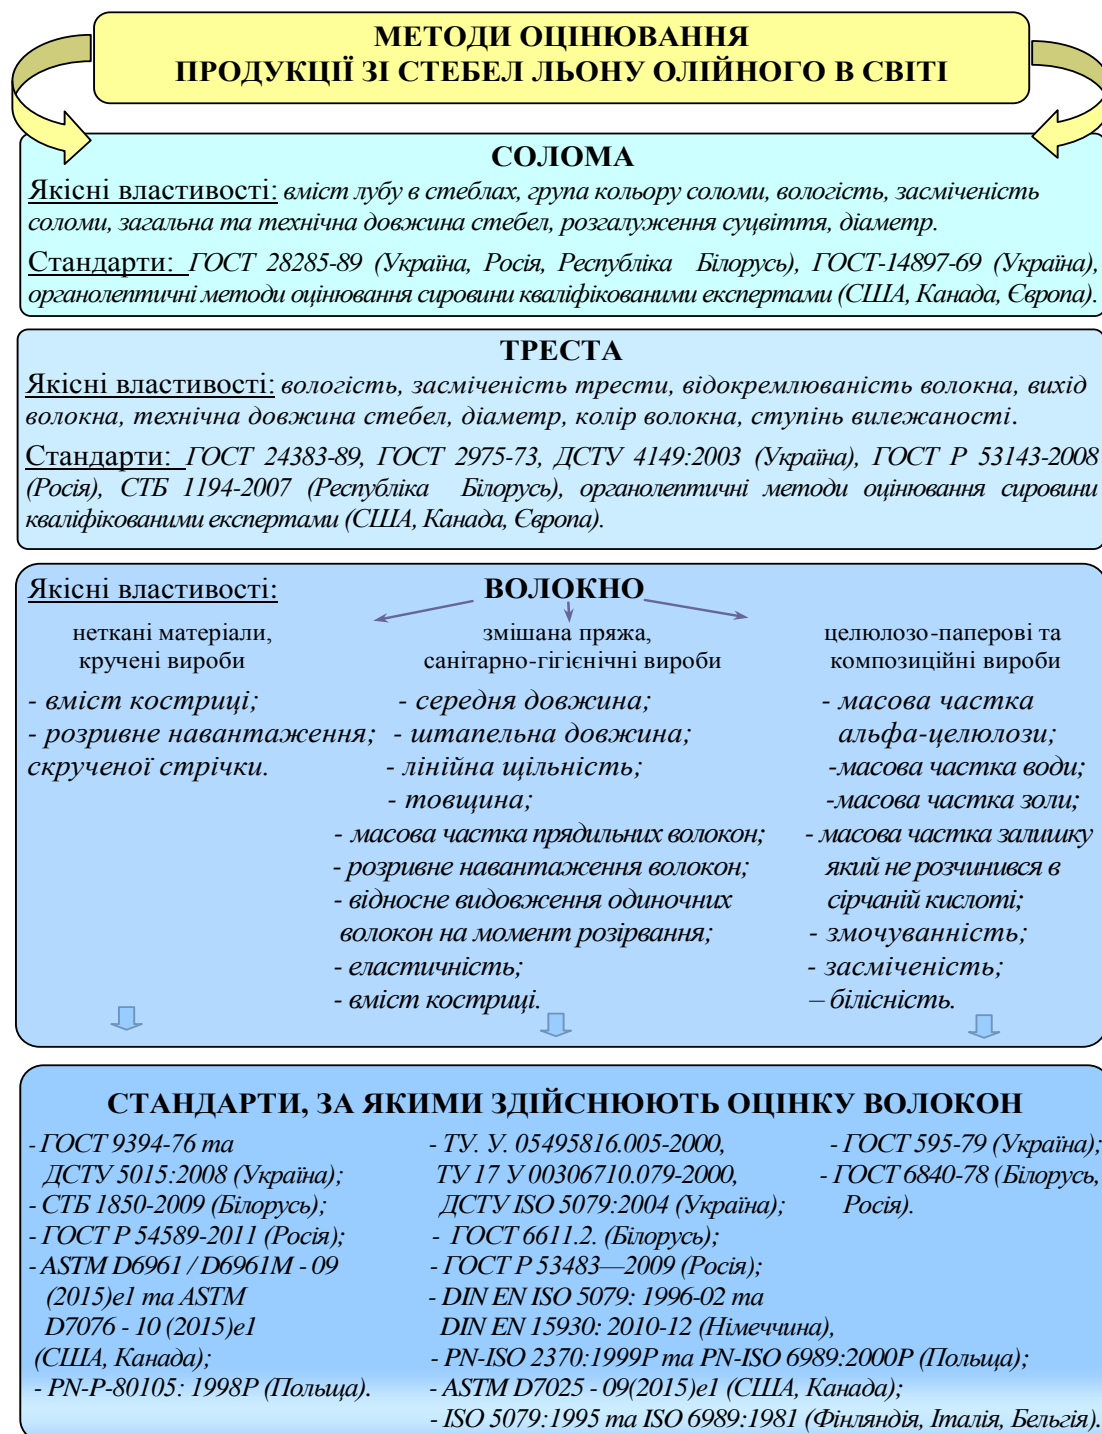 МЕТОДИ ОЦІНЮВАННЯ
ПРОДУКЦІЇ ЗІ СТЕБЕЛ ЛЬОНУ ОЛІЙНОГО В СВІТІ
СОЛОМА
Якісні властивості: вміст лубу в стеблах, група кольору соломи, вологість, засміченість
соломи, загальна та технічна довжина стебел, розгалуження суцвіття, діаметр.
Стандарти: ГОСТ 28285-89 (Україна, Росія, Республіка Білорусь), ГОСТ-14897-69 (Україна),
органолептичні методи оцінювання сировини кваліфікованими експертами (США, Канада, Європа).
ТРЕСТА
Якісні властивості: вологість, засміченість трести, відокремлюваність волокна, вихід
волокна, технічна довжина стебел, діаметр, колір волокна, ступінь вилежаності.
Стандарти: ГОСТ 24383-89, ГОСТ 2975-73, ДСТУ 4149:2003 (Україна), ГОСТ Р 53143-2008
(Росія), СТБ 1194-2007 (Республіка Білорусь), органолептичні методи оцінювання сировини
кваліфікованими експертами (США, Канада, Європа).
Якісні властивості: ВОЛОКНО
неткані матеріали,
кручені вироби
- вміст костриці;
- розривне навантаження;
скрученої стрічки.
змішана пряжа,
санітарно-гігієнічні вироби
- середня довжина;
- штапельна довжина;
- лінійна щільність;
- товщина;
- масова частка прядильних волокон;
- розривне навантаження волокон;
- відносне видовження одиночних
волокон на момент розірвання;
- еластичність;
- вміст костриці.
целюлозо-паперові та
композиційні вироби
- масова частка
альфа-целюлози;
-масова частка води;
-масова частка золи;
- масова частка залишку
який не розчинився в
сірчаній кислоті;
- змочуванність;
- засміченість;
– білісність.
СТАНДАРТИ, ЗА ЯКИМИ ЗДІЙСНЮЮТЬ ОЦІНКУ ВОЛОКОН
- ГОСТ 9394-76 та
ДСТУ 5015:2008 (Україна);
- СТБ 1850-2009 (Білорусь);
- ГОСТ Р 54589-2011 (Росія);
- ASTM D6961 / D6961M - 09
(2015)e1 та ASTM
D7076 - 10 (2015)e1
(США, Канада);
- PN-P-80105: 1998P (Польща).
- ТУ. У. 05495816.005-2000,
ТУ 17 У 00306710.079-2000,
ДСТУ ISO 5079:2004 (Україна);
- ГОСТ 6611.2. (Білорусь);
- ГОСТ Р 53483—2009 (Росія);
- DIN EN ISO 5079: 1996-02 та
DIN EN 15930: 2010-12 (Німеччина),
- PN-ISO 2370:1999P та PN-ISO 6989:2000P (Польща);
- ASTM D7025 - 09(2015)e1 (США, Канада);
- ISO 5079:1995 та ISO 6989:1981 (Фінляндія, Італія, Бельгія).
- ГОСТ 595-79 (Україна);
- ГОСТ 6840-78 (Білорусь,
Росія).